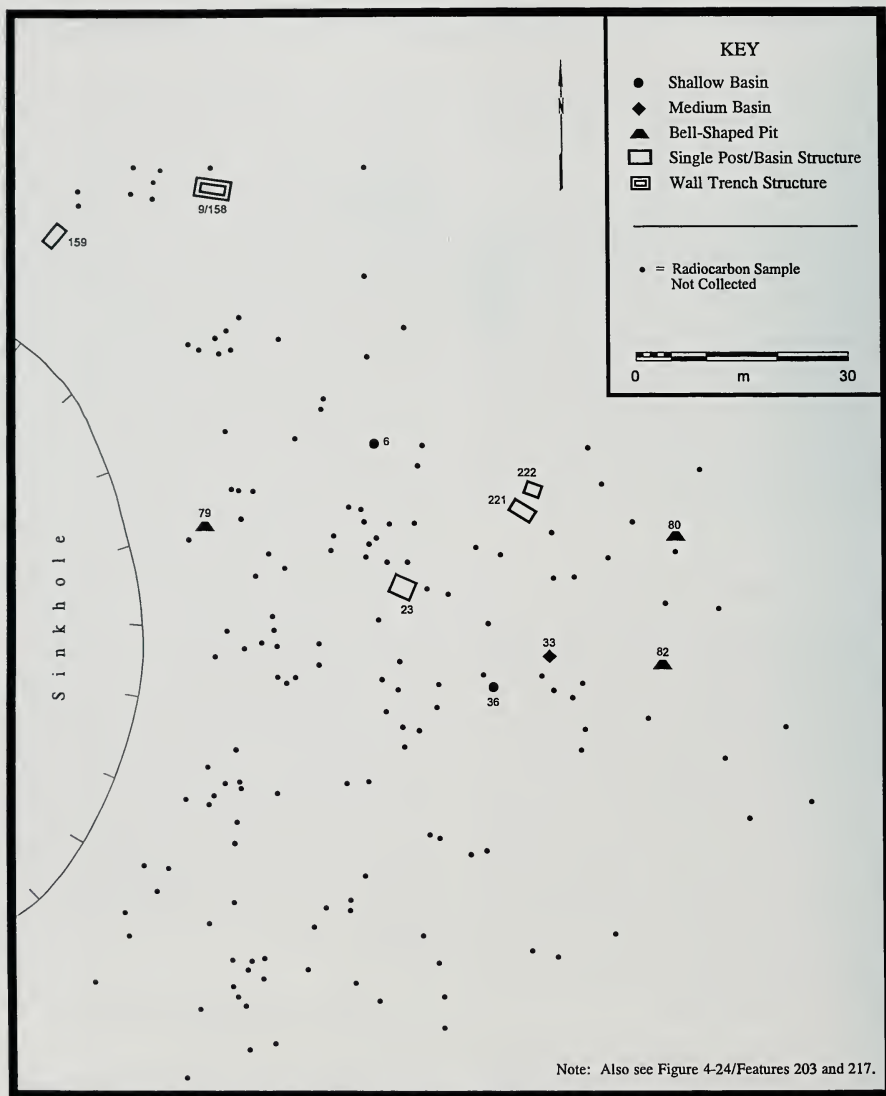 KEY
Shallow Basin
Medium Basin
Bell-Shaped Pit
Single Post/Basin Structure
Wall Trench Structure
= Radiocarbon Sample
Not Collected
0 m 30
N
9/158
159
6
222
221
79
80
23
33
82
36
Sinkhole
Note: Also see Figure 4-24/Features 203 and 217.